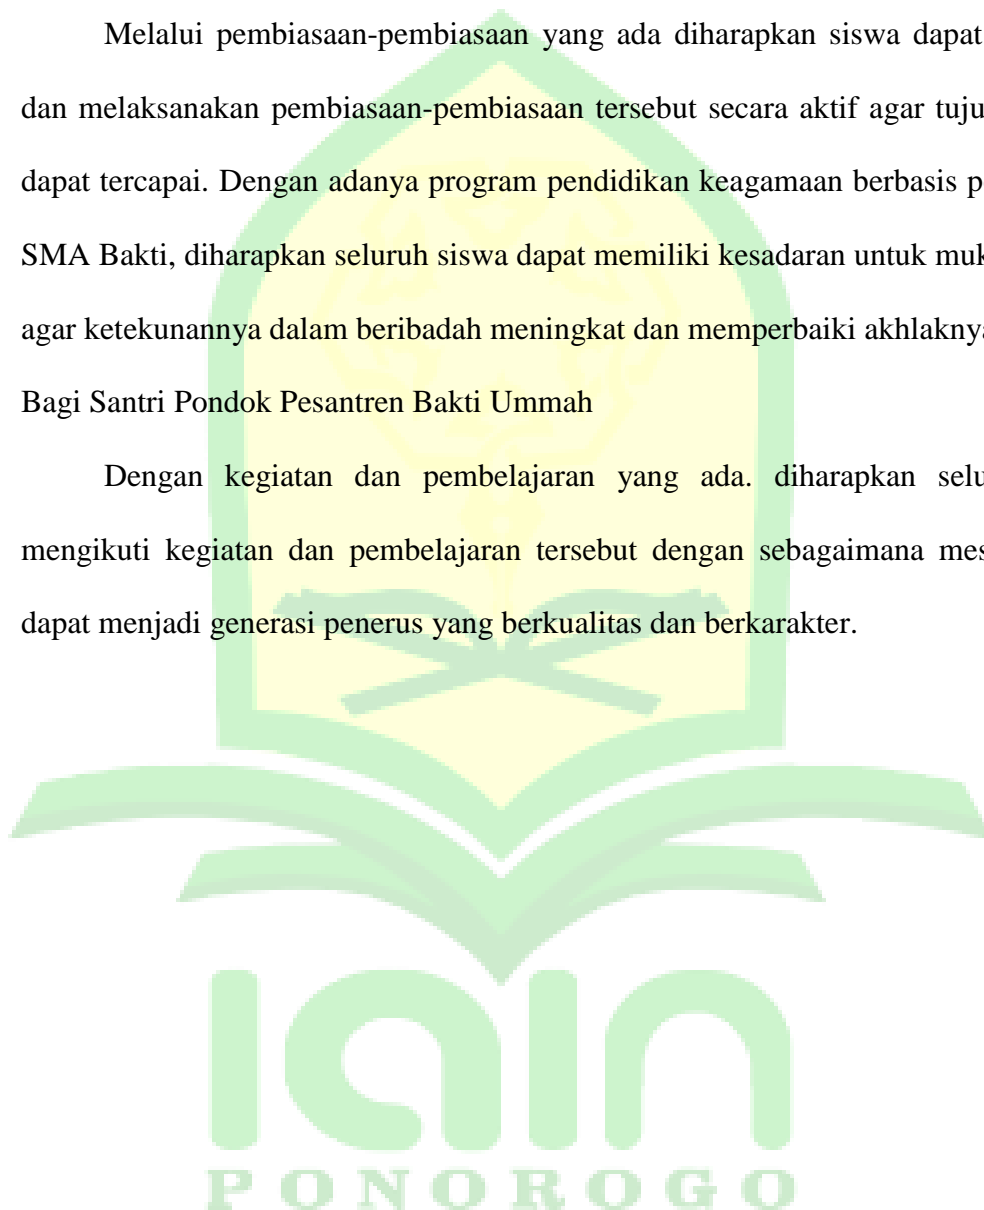 Melalui pembiasaan-pembiasaan yang ada diharapkan siswa dapat
dan melaksanakan pembiasaan-pembiasaan tersebut secara aktif agar tuju
dapat tercapai. Dengan adanya program pendidikan keagamaan berbasis p
SMA Bakti, diharapkan seluruh siswa dapat memiliki kesadaran untuk muk
agar ketekunannya dalam beribadah meningkat dan memperbaiki akhlaknya
Bagi Santri Pondok Pesantren Bakti Ummah
Dengan kegiatan dan pembelajaran yang ada. diharapkan selu
mengikuti kegiatan dan pembelajaran tersebut dengan sebagaimana mes
dapat menjadi generasi penerus yang berkualitas dan berkarakter.
iain
PONOROGO